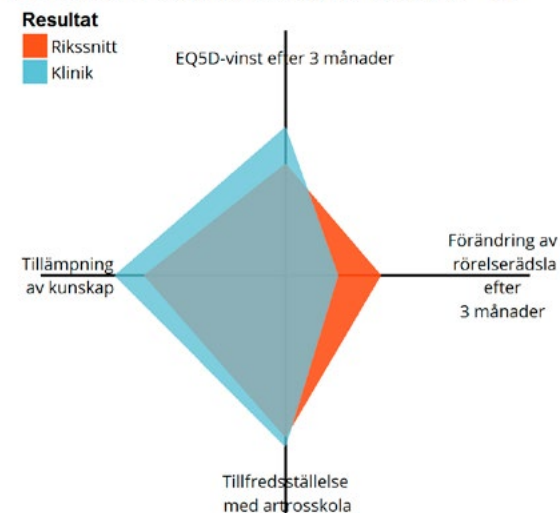 Resultat
Rikssnitt
Klinik
EQ5D-vinst efter 3 månader
Förändring av
rörelserädsla
efter
3 månader
Tillämpning
av kunskap
Tillfredsställelse
med artrosskola